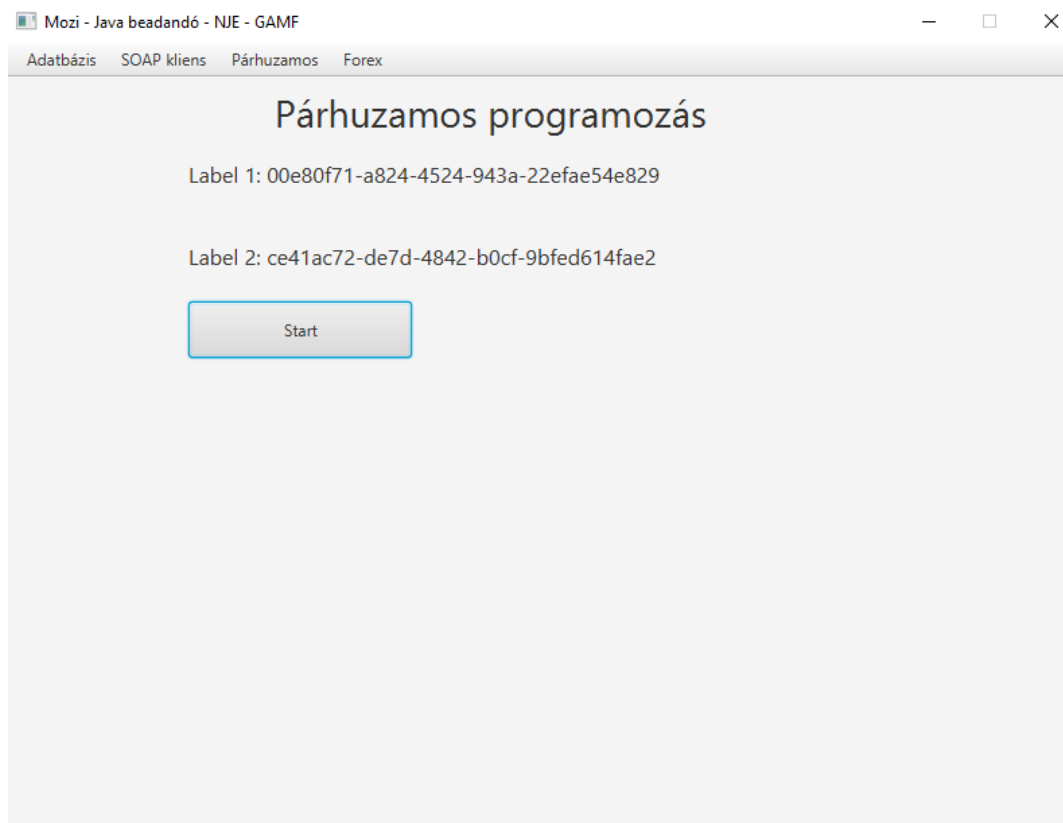 Mozi - Java beadandó - NJE - GAMF
Adatbázis SOAP kliens Párhuzamos Forex
Párhuzamos programozás
Label 1: 00e80f71-a824-4524-943a-22efae54e829
Label 2: ce41ac72-de7d-4842-b0cf-9bfed614fae2
Start